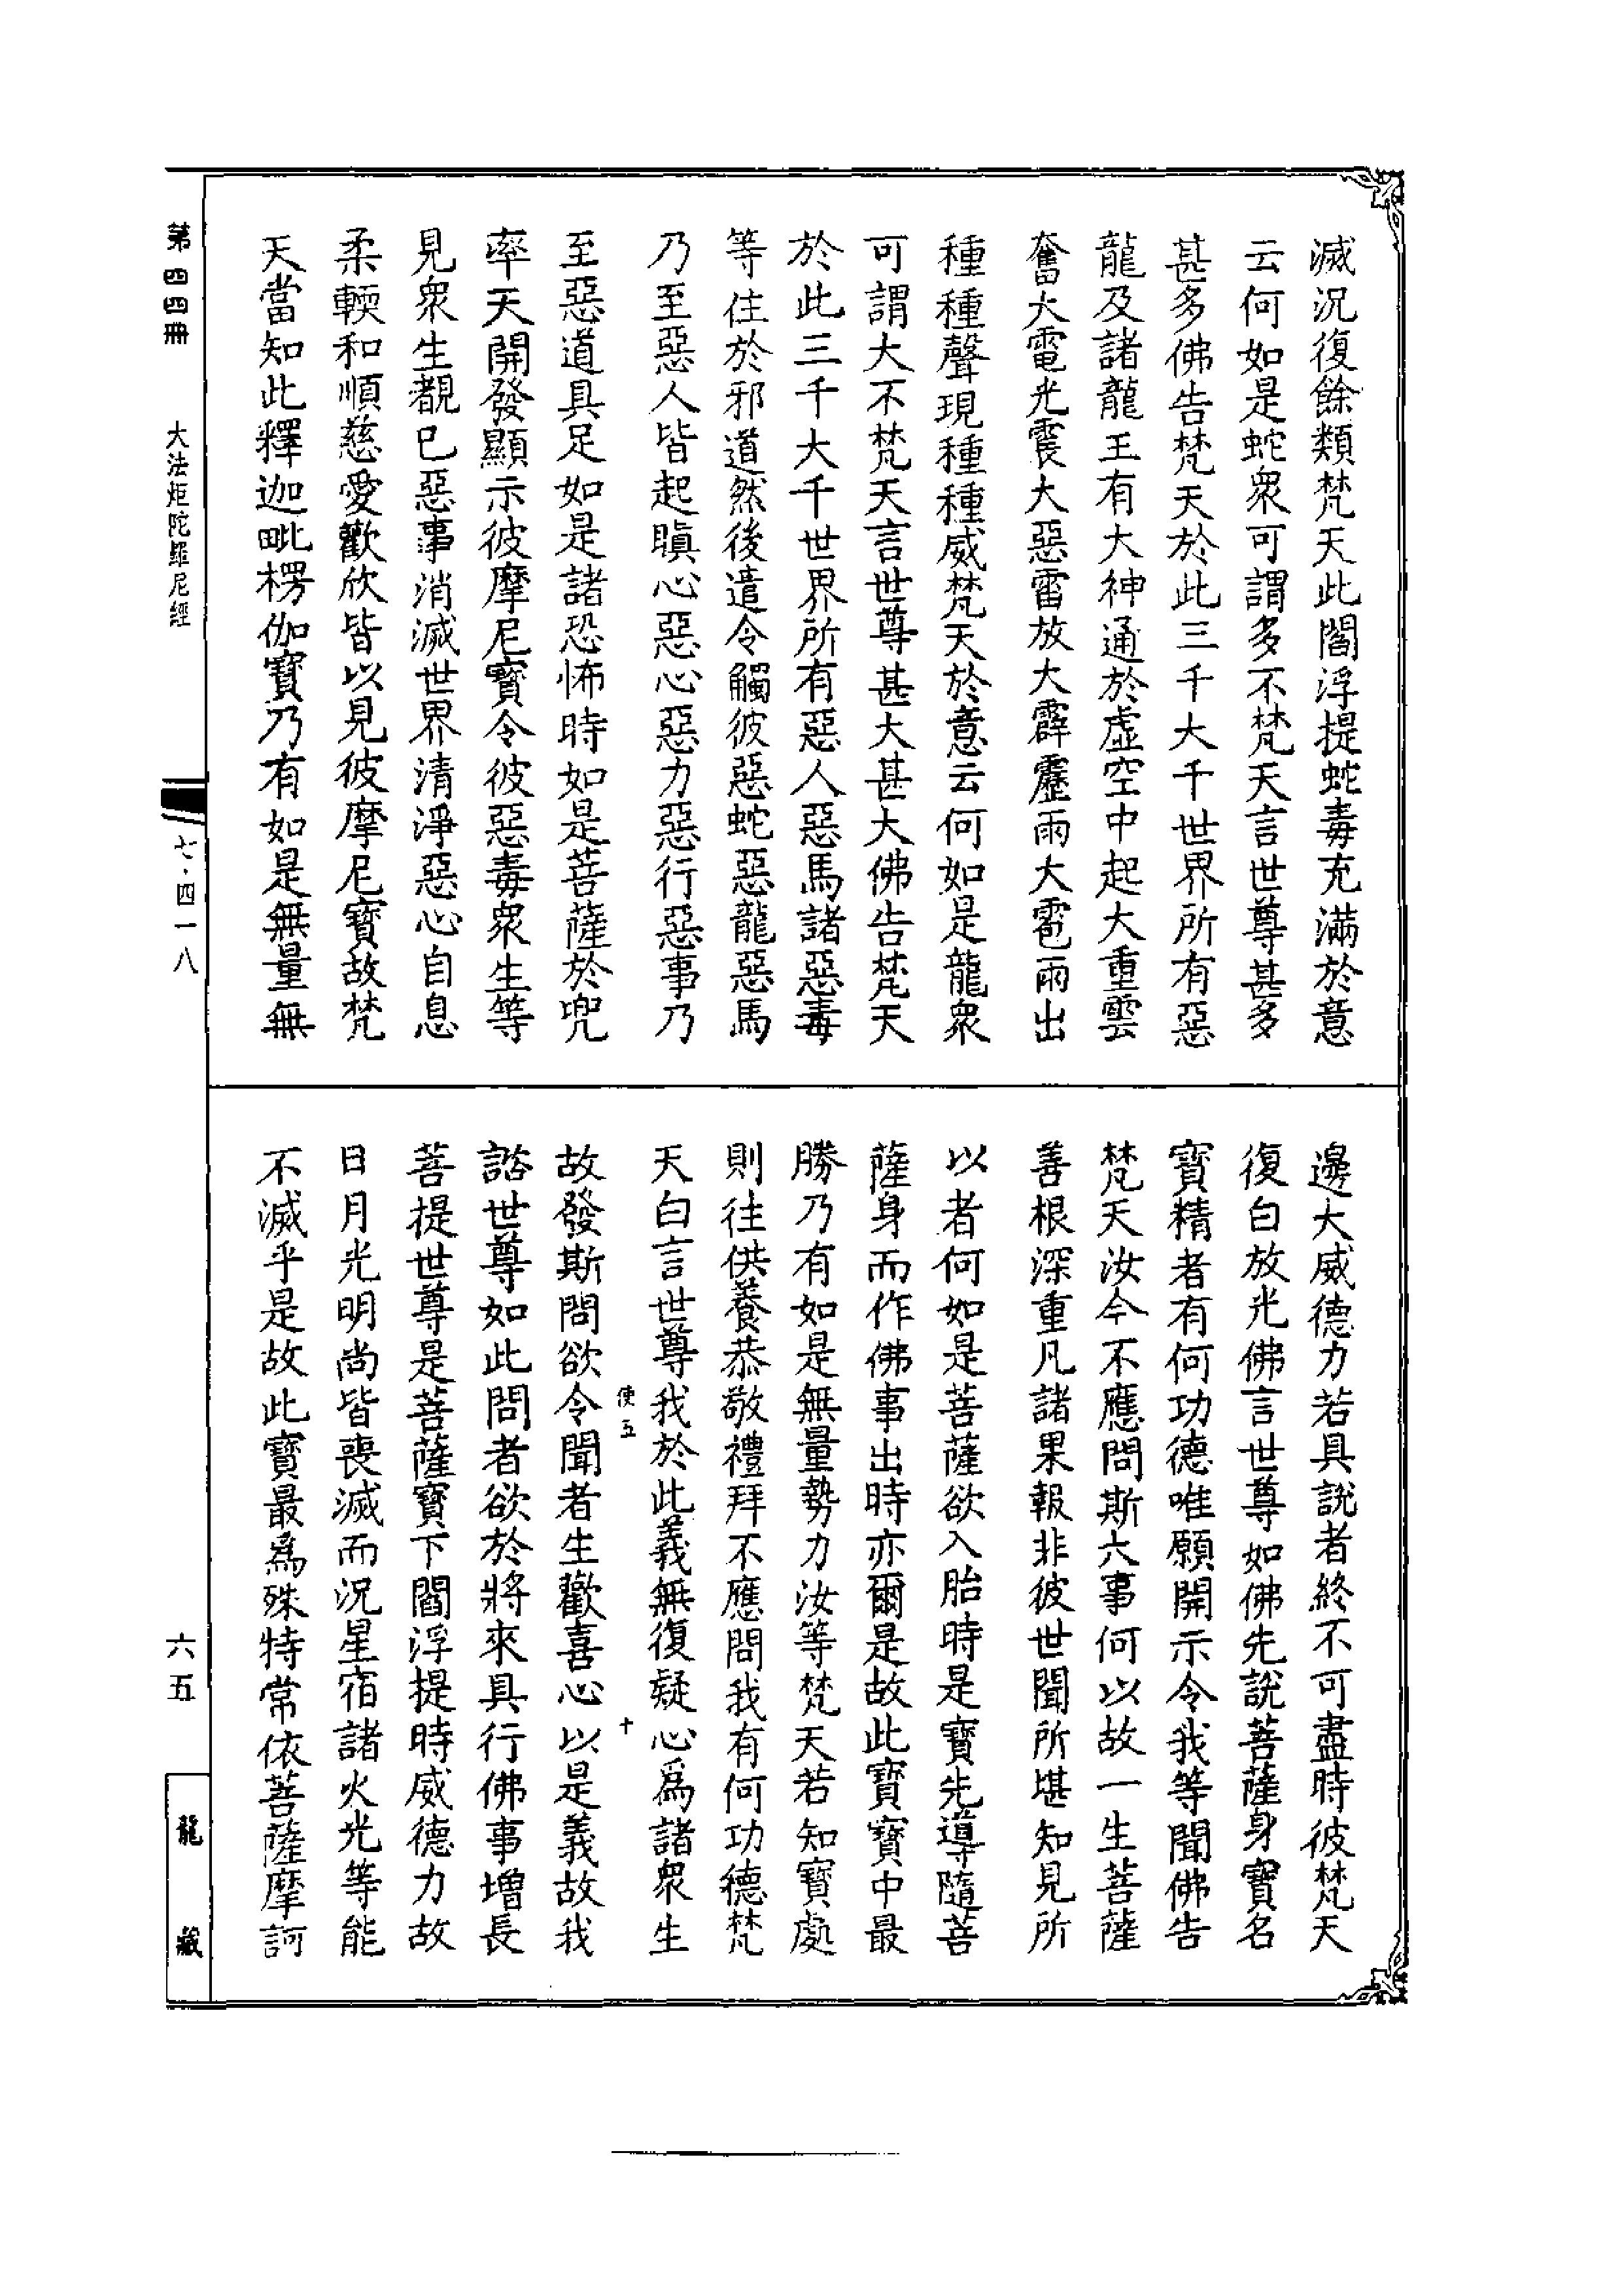 滅況復餘類梵天此閻浮提蛇毒充滿於意
云何如是蛇衆可謂多不梵天言世尊甚多
甚多佛告梵天於此三千大千世界所有惡
龍及諸龍王有大神通於虛空中起大重雲
奮大電光震大惡雷放大霹靂雨大雹雨出
種種聲現種種威梵天於意云何如是龍衆
可謂大不梵天言世尊甚大甚大佛告梵天
於此三千大千世界所有惡人惡馬諸惡毒
等住於邪道然後遣令觸彼惡蛇惡龍惡馬
乃至惡人皆起瞋心惡心惡力惡行惡事乃
至惡道具足如是諸恐怖時如是菩薩於兜
率天開發顯示彼摩尼寶令彼惡毒衆生等
見衆生覩已惡事消滅世界清淨惡心自息
柔輭和順慈愛歡欣皆以見彼摩尼寶故梵
天當知此釋迦毗楞伽寶乃有如是無量無
邊大威德力若具說者終不可盡時彼梵天
復白放光佛言世尊如佛先說菩薩身寶名
寶精者有何功德唯願開示令我等聞佛告
梵天汝今不應問斯六事何以故一生菩薩
善根深重凡諸果報非彼世聞所堪知見所
以者何如是菩薩欲入胎時是寶先導隨菩
薩身而作佛事出時亦爾是故此寶寶中最
勝乃有如是無量勢力汝等梵天若知寶處
則往供養恭敬禮拜不應問我有何功德梵
天白言世尊我於此義無復疑心爲諸衆生
使五 十
故發斯問欲令聞者生歡喜心以是義故我
諮世尊如此問者欲於將來具行佛事增長
菩提世尊是菩薩寶下閻浮提時威德力故
日月光明尚皆喪滅而況星宿諸火光等能
不滅乎是故此寶最爲殊特常依菩薩摩訶
第四四冊 大法炬陀羅尼經 七·四一八 六五 龍藏